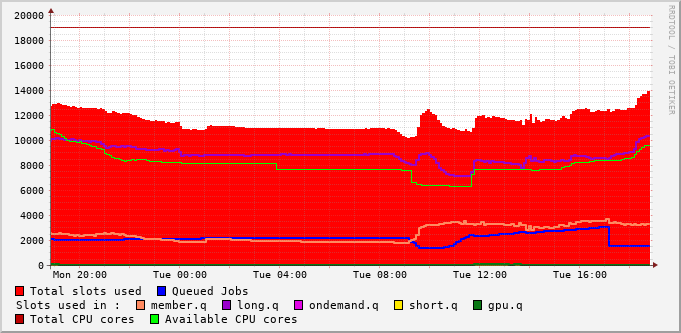 20000
18000
16000
14000
12000
10000
8000
6000
4000
2000
0
Mon 20:00 Tue 00:00 Tue 04:00 Tue 08:00 Tue 12:00 Tue 16:00
RRDTOOL / TOBI OETIKER
Total slots used Queued Jobs
Slots used in : member.q long.q ondemand.q short.q gpu.q
Total CPU cores Available CPU cores